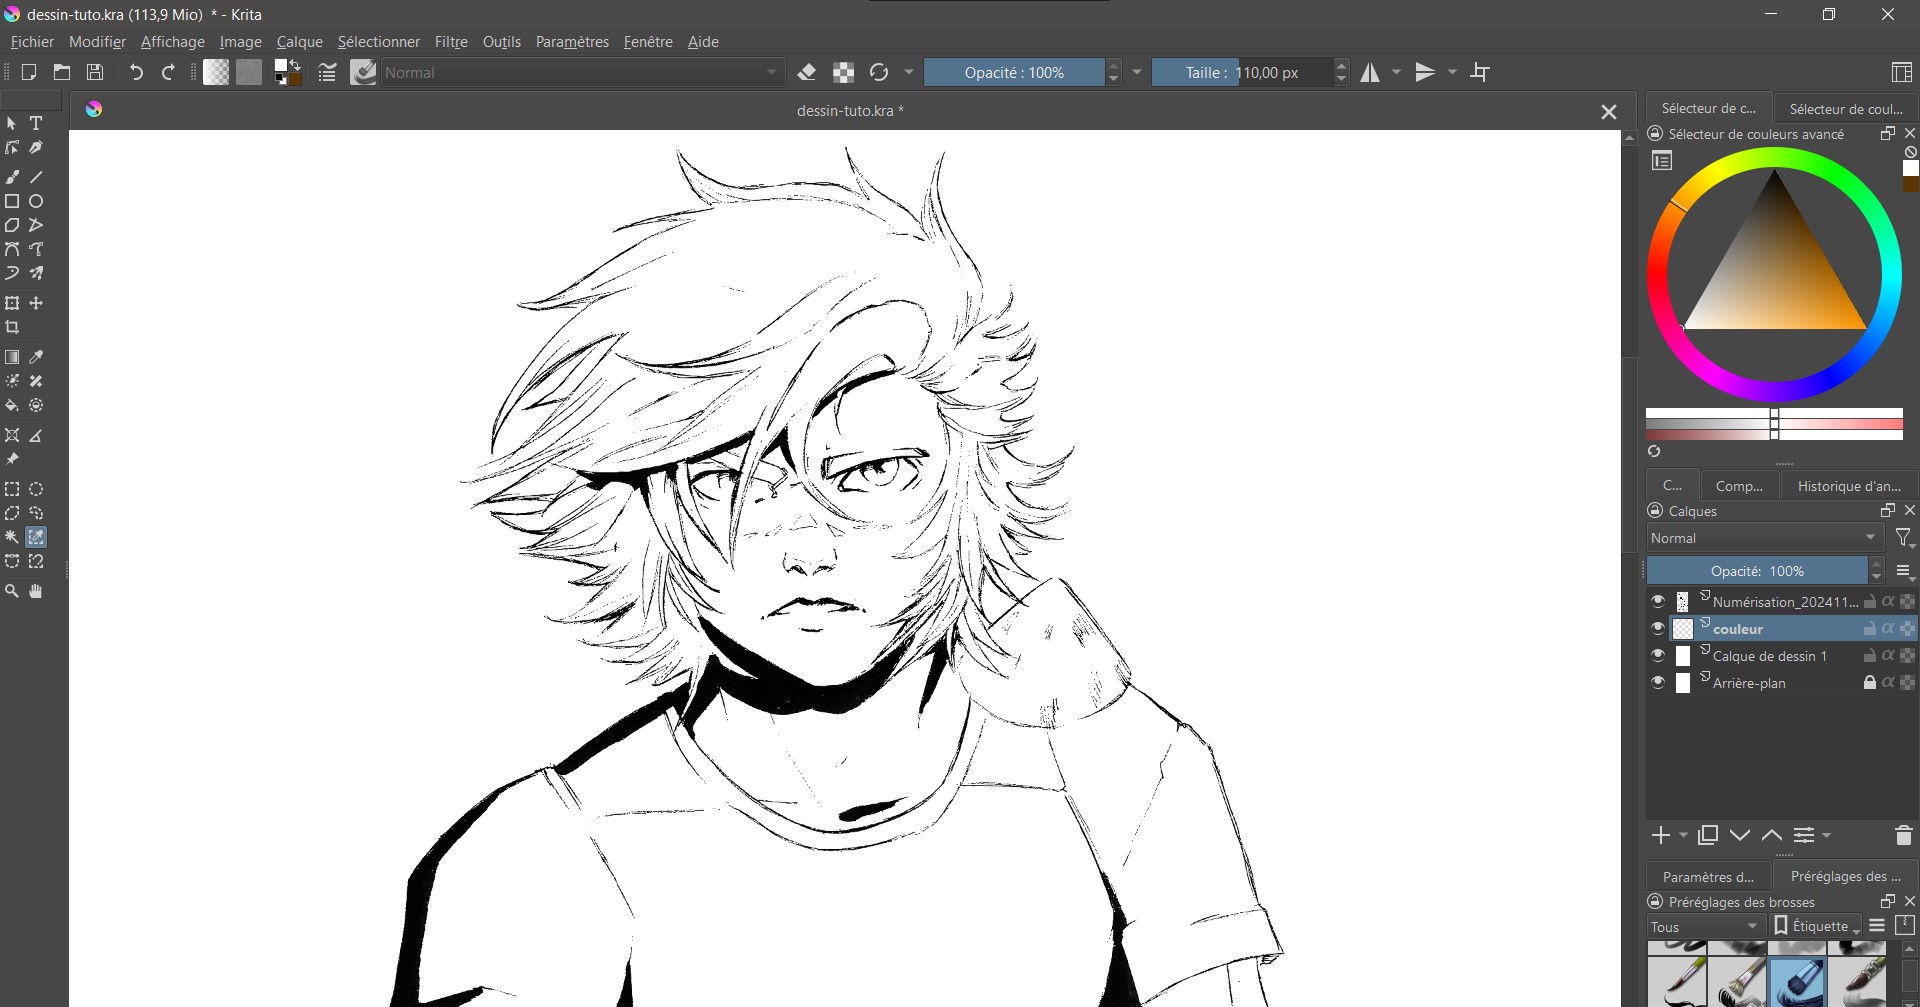 dessin-tuto.kra (113,9 Mio)  * - Krita
Fichier Modifier Affichage Image Calque Sélectionner Filtre Outils Paramètres Fenêtre Aide
Normal Opacité : 100% Taille : 110,00 px
dessin-tuto.kra *
Sélecteur de c... Sélecteur de coul...
Sélecteur de couleurs avancé
C... Comp... Historique d'an...
Calques
Normal
Opacité:  100%
Numérisation_202411...
couleur
Calque de dessin 1
Arrière-plan
Paramètres d... Préréglages des ...
Préréglages des brosses
Tous Étiquette